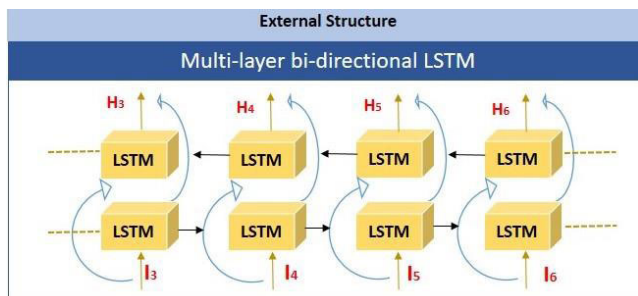 External Structure
Multi-layer bi-directional LSTM
H3 H4 H5 H6
LSTM LSTM LSTM LSTM
LSTM LSTM LSTM LSTM
I3 I4 I5 I6